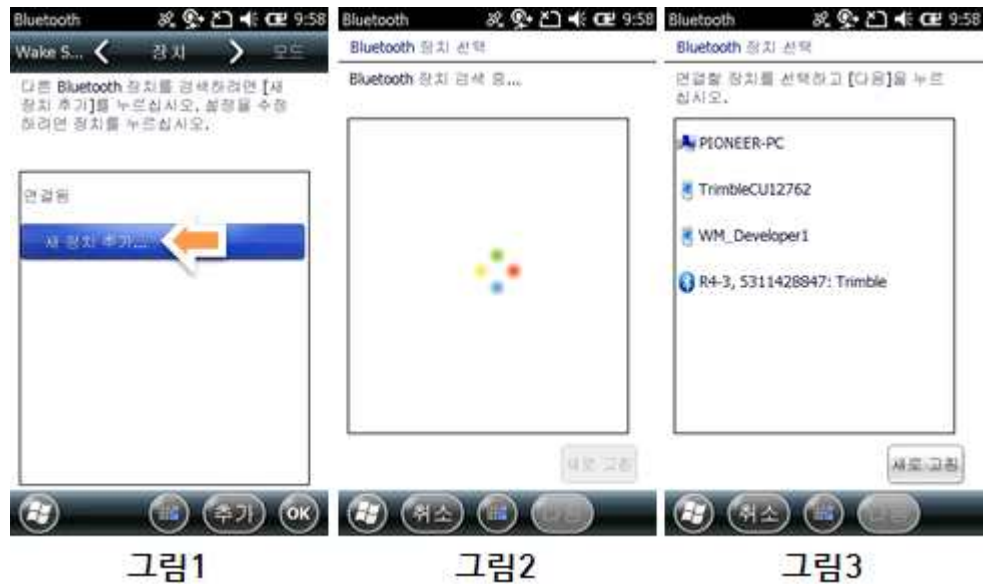 Bluetooth 9:58
Wake S... 장치 모드
다른 Bluetooth 장치를 검색하려면 [새
장치 추가]를 누르십시오. 설정을 수정
하려면 장치를 누르십시오.
연결됨
새 장치 추가...
추가 OK
그림1
Bluetooth 9:58
Bluetooth 장치 선택
Bluetooth 장치 검색 중...
새로 고침
취소 다음
그림2
Bluetooth 9:58
Bluetooth 장치 선택
연결할 장치를 선택하고 [다음]을 누르
십시오.
PIONEER-PC
TrimbleCU12762
WM_Developer1
R4-3, 5311428847: Trimble
새로 고침
취소 다음
그림3